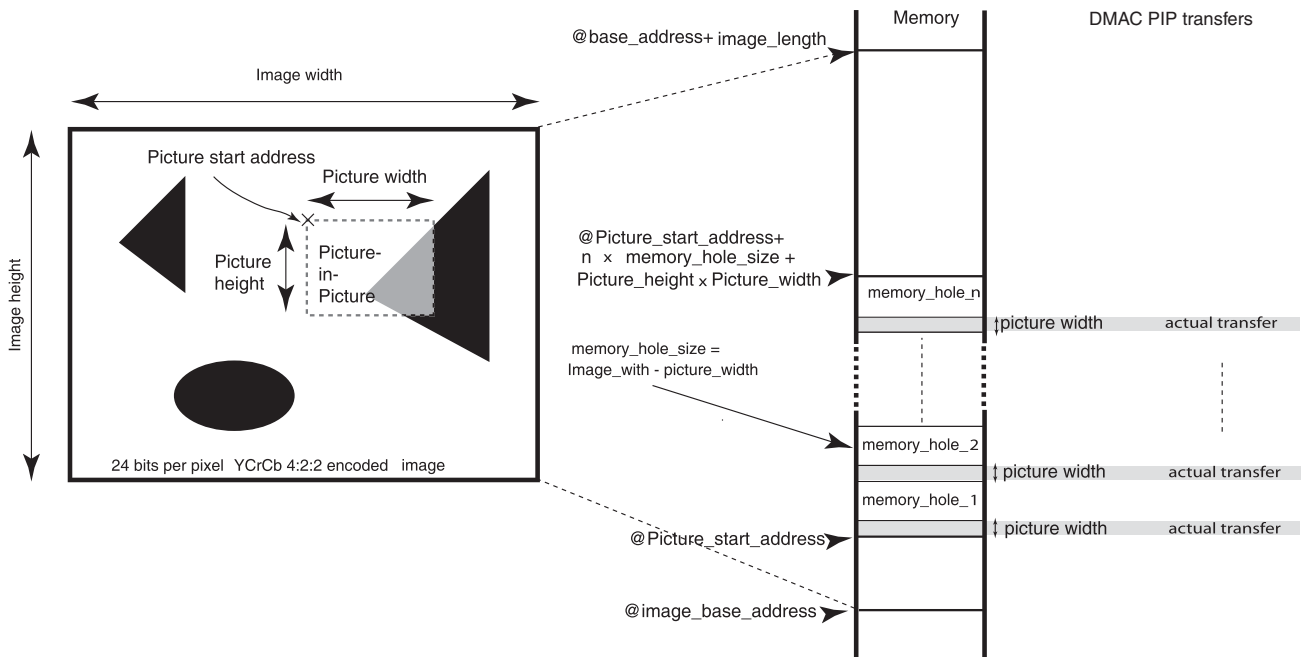 Memory
DMAC PIP transfers
@base_address+ image_length
Image width
Image height
Picture start address
Picture width
Picture
height
Picture-
in-
Picture
24 bits per pixel YCrCb 4:2:2 encoded image
@Picture_start_address+
n x memory_hole_size +
Picture_height x Picture_width
memory_hole_n
picture width
actual transfer
memory_hole_size =
Image_with - picture_width
memory_hole_2
picture width
actual transfer
memory_hole_1
picture width
actual transfer
@Picture_start_address
@image_base_address